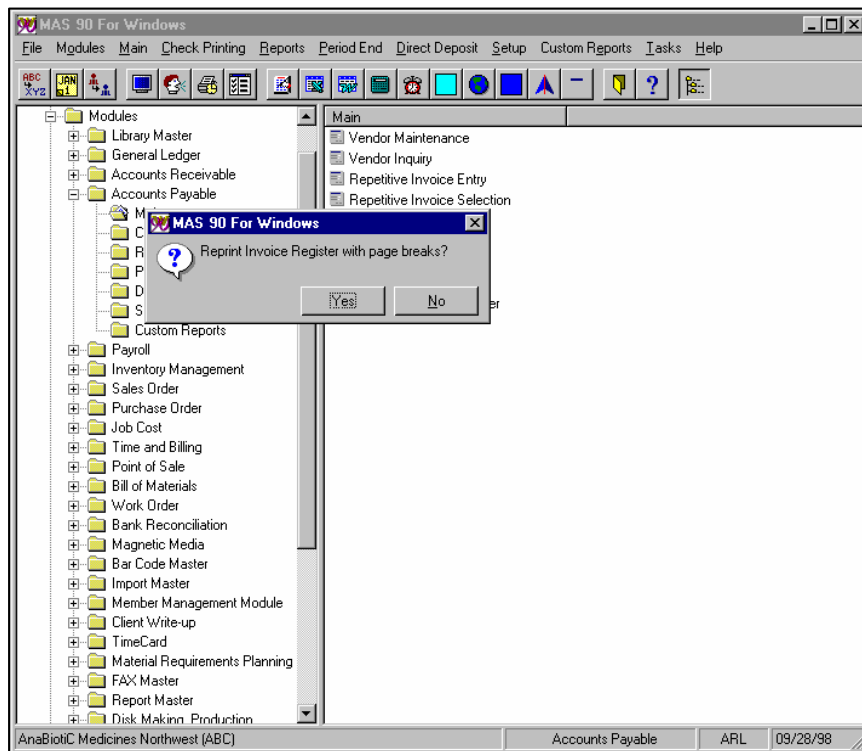 MAS 90 For Windows
File Modules Main Check Printing Reports Period End Direct Deposit Setup Custom Reports Tasks Help
ABC XYZ JAN 1
Modules
Library Master
General Ledger
Accounts Receivable
Accounts Payable
M
C
R
P
D
S
Custom Reports
Payroll
Inventory Management
Sales Order
Purchase Order
Job Cost
Time and Billing
Point of Sale
Bill of Materials
Work Order
Bank Reconciliation
Magnetic Media
Bar Code Master
Import Master
Member Management Module
Client Write-up
TimeCard
Material Requirements Planning
FAX Master
Report Master
Disk Making, Production
Main
Vendor Maintenance
Vendor Inquiry
Repetitive Invoice Entry
Repetitive Invoice Selection
er
MAS 90 For Windows
Reprint Invoice Register with page breaks?
Yes No
AnaBiotiC Medicines Northwest (ABC) Accounts Payable ARL 09/28/98